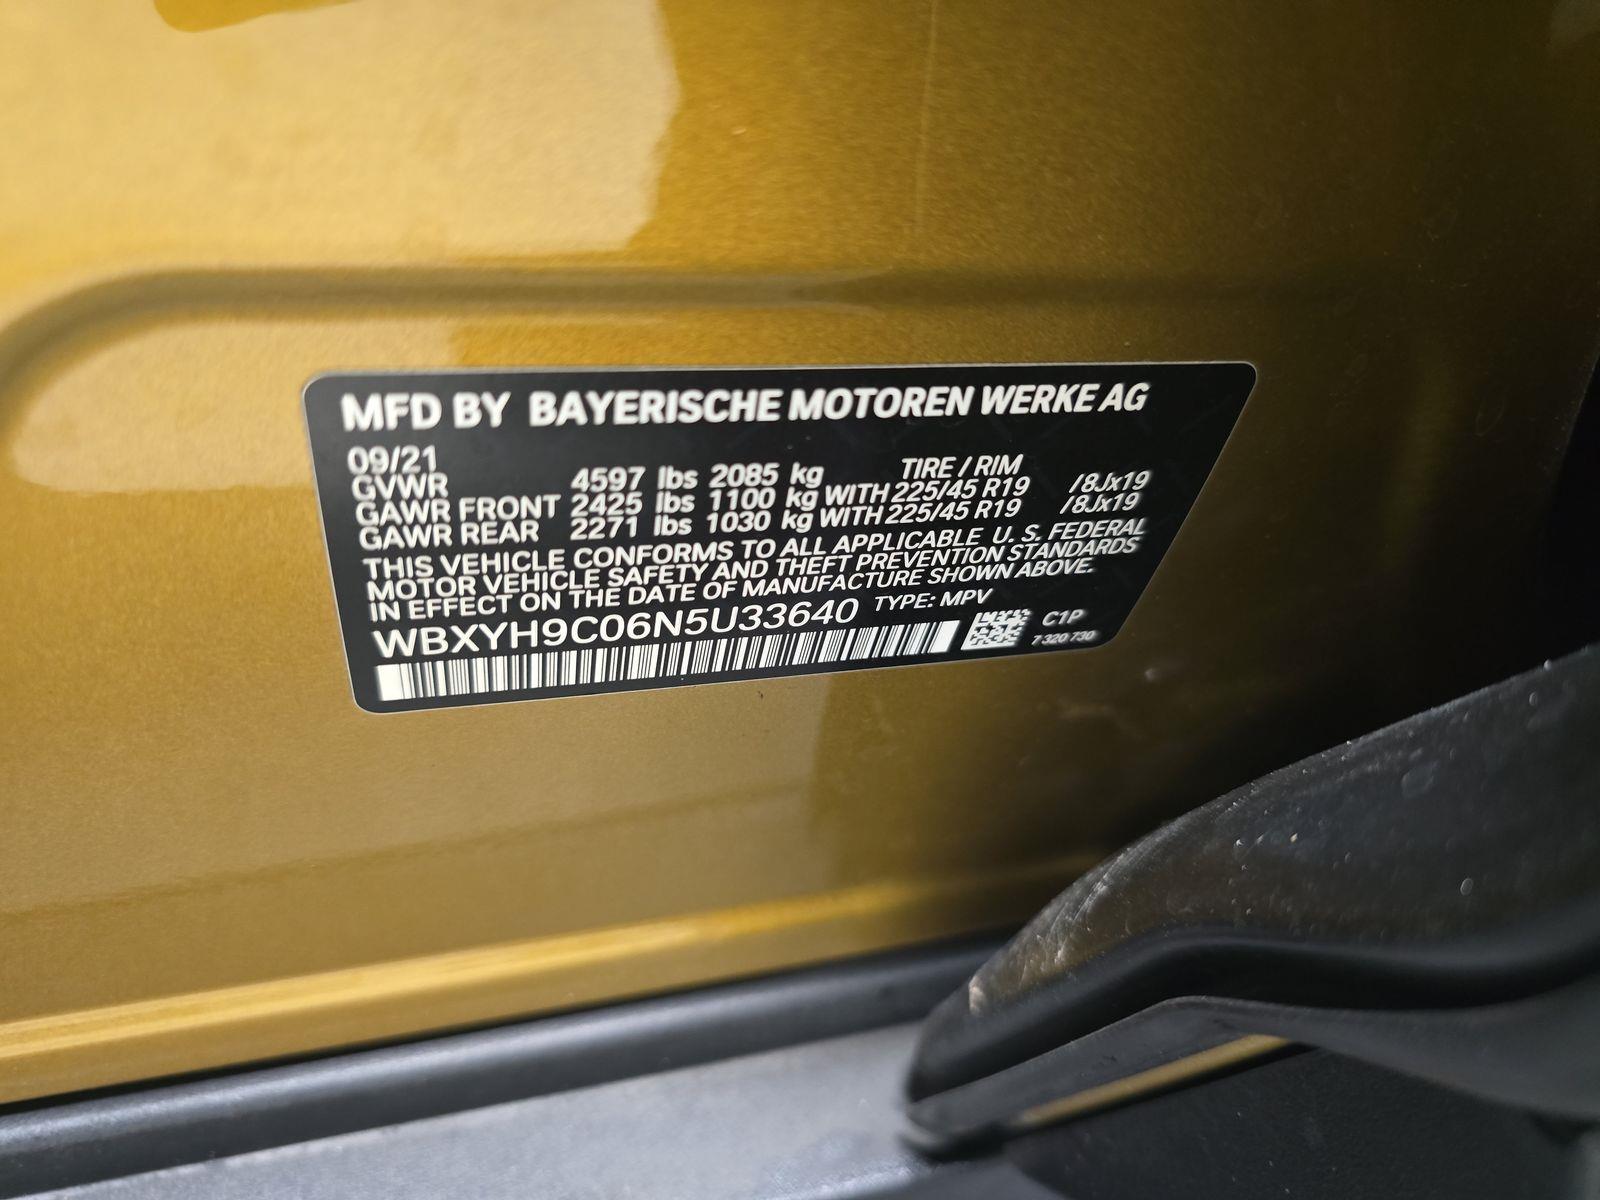 MFD BY BAYERISCHE MOTOREN WERKE AG
09/21 TIRE / RIM
GVWR 4597 lbs 2085 kg
GAWR FRONT 2425 lbs 1100 kg WITH 225/45 R19 /8Jx19
GAWR REAR 2271 lbs 1030 kg WITH 225/45 R19 /8Jx19
THIS VEHICLE CONFORMS TO ALL APPLICABLE U. S. FEDERAL
MOTOR VEHICLE SAFETY AND THEFT PREVENTION STANDARDS
IN EFFECT ON THE DATE OF MANUFACTURE SHOWN ABOVE.
WBXYH9C06N5U33640 TYPE: MPV
C1P
7 320 730